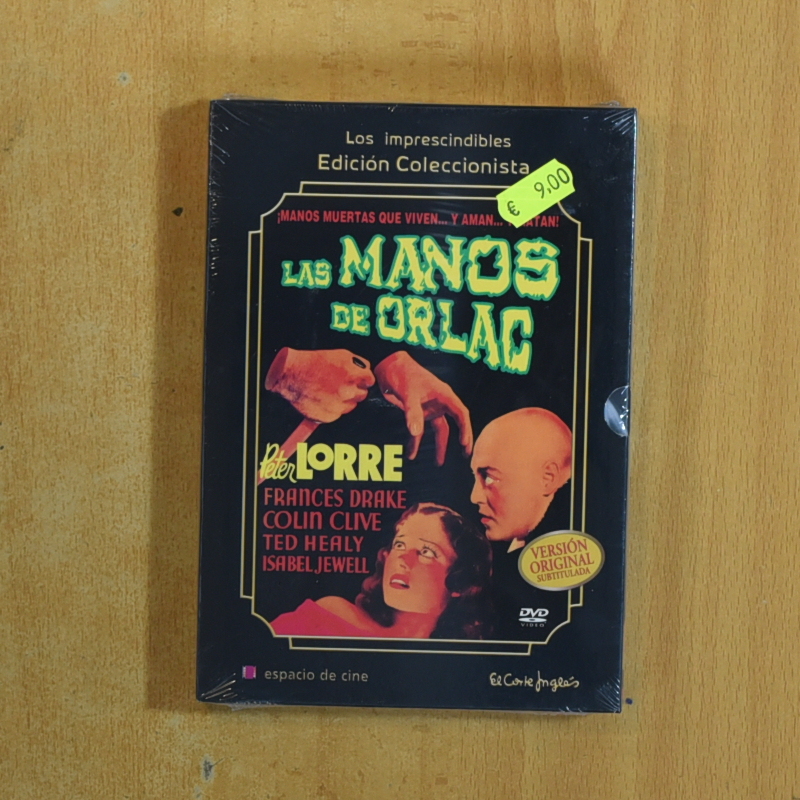 Los imprescindibles
Edición Coleccionista
€ 9,00
¡MANOS MUERTAS QUE VIVEN... Y AMAN... Y MATAN!
LAS MANOS
DE ORLAC
Peter LORRE
FRANCES DRAKE
COLIN CLIVE
TED HEALY
ISABEL JEWELL
VERSIÓN
ORIGINAL
SUBTITULADA
DVD
VIDEO
espacio de cine
El Corte Inglés